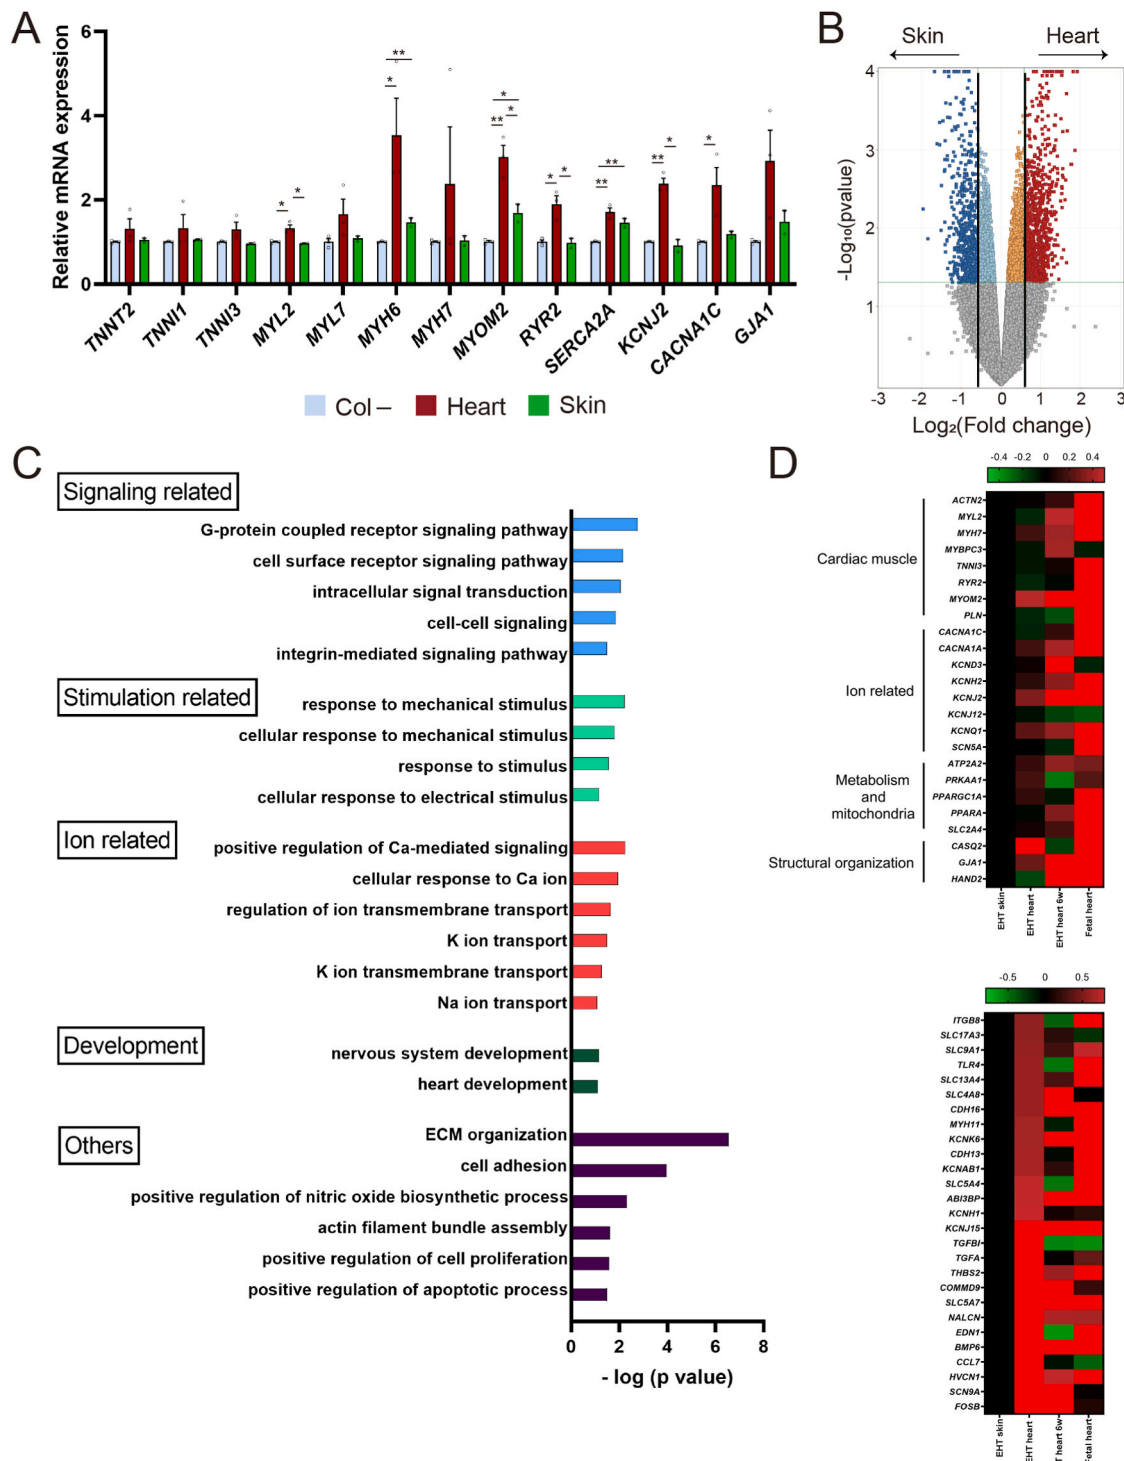 A
Relative mRNA expression
6
4
2
0
* * * ** ** * * * * ** ** ** * *
TNNT2 TNNI1 TNNI3 MYL2 MYL7 MYH6 MYH7 MYOM2 RYR2 SERCA2A KCNJ2 CACNA1C GJA1
Col – Heart Skin
B
Skin Heart
-Log₁₀(pvalue)
4
3
2
1
-3 -2 -1 0 1 2 3
Log₂(Fold change)
C
Signaling related
G-protein coupled receptor signaling pathway
cell surface receptor signaling pathway
intracellular signal transduction
cell-cell signaling
integrin-mediated signaling pathway
Stimulation related
response to mechanical stimulus
cellular response to mechanical stimulus
response to stimulus
cellular response to electrical stimulus
Ion related
positive regulation of Ca-mediated signaling
cellular response to Ca ion
regulation of ion transmembrane transport
K ion transport
K ion transmembrane transport
Na ion transport
Development
nervous system development
heart development
Others
ECM organization
cell adhesion
positive regulation of nitric oxide biosynthetic process
actin filament bundle assembly
positive regulation of cell proliferation
positive regulation of apoptotic process
0 2 4 6 8
- log (p value)
D
-0.4 -0.2 0 0.2 0.4
Cardiac muscle
ACTN2
MYL2
MYH7
MYBPC3
TNNI3
RYR2
MYOM2
PLN
Ion related
CACNA1C
CACNA1A
KCND3
KCNH2
KCNJ2
KCNJ12
KCNQ1
SCN5A
Metabolism
and
mitochondria
ATP2A2
PRKAA1
PPARGC1A
PPARA
SLC2A4
Structural organization
CASQ2
GJA1
HAND2
EHT skin
EHT heart
EHT heart 6w
Fetal heart
-0.5 0 0.5
ITGB8
SLC17A3
SLC9A1
TLR4
SLC13A4
SLC4A8
CDH16
MYH11
KCNK6
CDH13
KCNAB1
SLC5A4
ABI3BP
KCNH1
KCNJ15
TGFBI
TGFA
THBS2
COMMD9
SLC5A7
NALCN
EDN1
BMP6
CCL7
HVCN1
SCN9A
FOSB
EHT skin
EHT heart
T heart 6w
Fetal heart